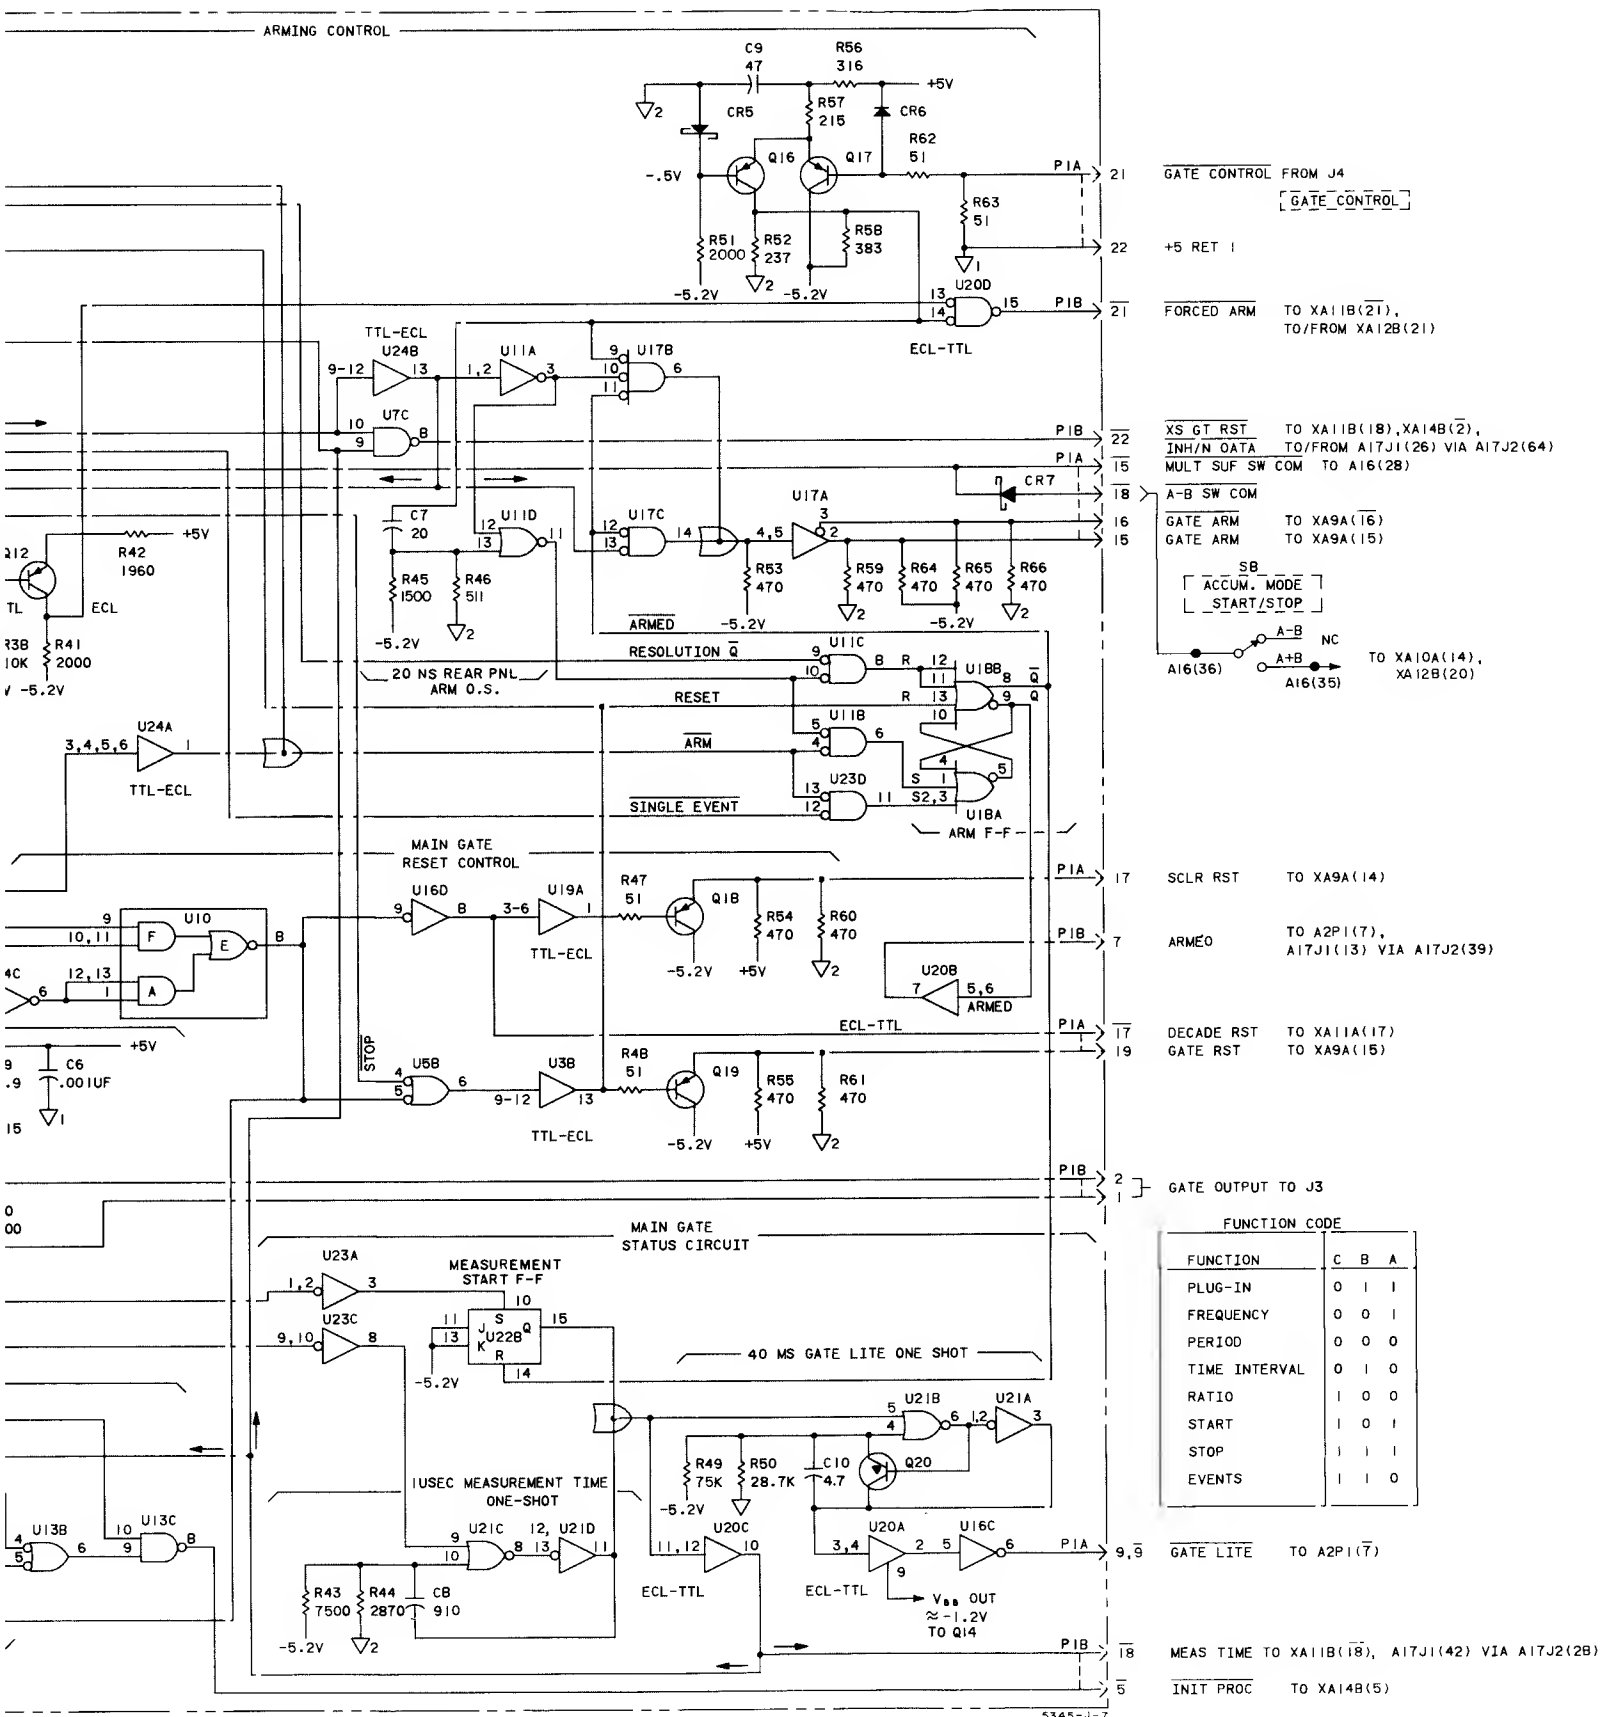 ARMING CONTROL
C9
47
R56
316
+5V
CR5
R57
215
CR6
R62
51
2
-.5V
Q16
Q17
P1A
21
GATE CONTROL FROM J4
GATE CONTROL
R63
51
R51
2000
R52
237
R58
383
22
+5 RET 1
-5.2V
2
-5.2V
1
U20D
13
14
15
P1B
21
FORCED ARM
TO XA11B(21),
TO/FROM XA12B(21)
ECL-TTL
TTL-ECL
U24B
9-12
13
U11A
1,2
3
U17B
9
10
11
6
U7C
10
9
8
P1B
22
XS GT RST
TO XA11B(18),XA14B(2),
INH/N DATA
TO/FROM A17J1(26) VIA A17J2(64)
P1A
15
MULT SUF SW COM TO A16(28)
CR7
18
A-B SW COM
C7
20
12
13
U11D
11
12
13
U17C
14
U17A
4,5
3
2
16
GATE ARM
TO XA9A(16)
15
GATE ARM
TO XA9A(15)
Q12
R42
1960
+5V
TL
ECL
R38
10K
R41
2000
V -5.2V
R45
1500
R46
511
-5.2V
2
R53
470
R59
470
R64
470
R65
470
R66
470
-5.2V
2
-5.2V
2
S8
ACCUM. MODE
START/STOP
A-B
NC
A+B
A16(36)
A16(35)
TO XA10A(14),
XA12B(20)
ARMED
20 NS REAR PNL
ARM O.S.
RESOLUTION Q
9
10
U11C
8
R
12
11
U18B
8
Q
9
Q
RESET
R
13
10
U24A
3,4,5,6
1
TTL-ECL
ARM
5
4
U11B
6
4
S
1
5
U23D
13
12
11
S2,3
U18A
SINGLE EVENT
ARM F-F
MAIN GATE
RESET CONTROL
P1A
17
SCLR RST
TO XA9A(14)
U16D
9
8
3-6
U19A
1
TTL-ECL
R47
51
Q18
R54
470
R60
470
-5.2V
+5V
2
9
10,11
F
U10
E
8
4C
6
12,13
1
A
P1B
7
ARMED
TO A2P1(7),
A17J1(13) VIA A17J2(39)
U20B
7
5,6
ARMED
ECL-TTL
P1A
17
DECADE RST
TO XA11A(17)
19
GATE RST
TO XA9A(15)
+5V
9
.9
C6
.001UF
1
15
STOP
U5B
4
5
6
U3B
9-12
13
TTL-ECL
R48
51
Q19
R55
470
R61
470
-5.2V
+5V
2
P1B
2
1
GATE OUTPUT TO J3
0
00
MAIN GATE
STATUS CIRCUIT
FUNCTION CODE
FUNCTION C B A
PLUG-IN 0 1 1
FREQUENCY 0 0 1
PERIOD 0 0 0
TIME INTERVAL 0 1 0
RATIO 1 0 0
START 1 0 1
STOP 1 1 1
EVENTS 1 1 0
U23A
1,2
3
MEASUREMENT
START F-F
10
11
13
J
S
Q
15
K
U22B
R
14
-5.2V
U23C
9,10
8
40 MS GATE LITE ONE SHOT
5
4
U21B
6
1,2
U21A
3
R49
75K
R50
28.7K
C10
4.7
Q20
-5.2V
1USEC MEASUREMENT TIME
ONE-SHOT
4
5
U13B
6
10
9
U13C
8
9
10
U21C
8
12,
13
U21D
11
R43
7500
R44
2870
C8
910
-5.2V
2
U20C
11,12
10
ECL-TTL
3,4
U20A
2
9
ECL-TTL
5
U16C
6
P1A
9,9
GATE LITE
TO A2P1(7)
VBB OUT
≈-1.2V
TO Q14
P1B
18
MEAS TIME TO XA11B(18), A17J1(42) VIA A17J2(28)
5
INIT PROC
TO XA14B(5)
5345-J-7